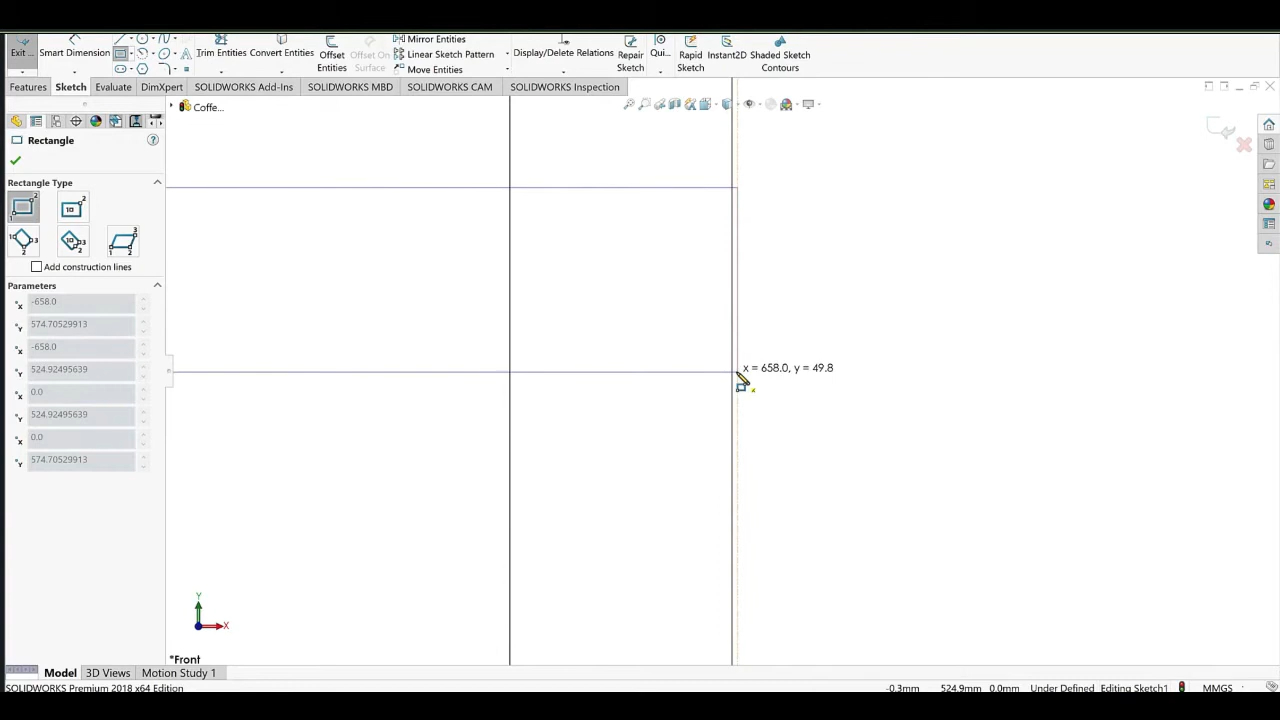 Exit ...
Smart Dimension
Trim Entities
Convert Entities
Offset
Entities
Offset On
Surface
Mirror Entities
Linear Sketch Pattern
Move Entities
Display/Delete Relations
Repair
Sketch
Qui...
Rapid
Sketch
Instant2D
Shaded Sketch
Contours
Features
Sketch
Evaluate
DimXpert
SOLIDWORKS Add-Ins
SOLIDWORKS MBD
SOLIDWORKS CAM
SOLIDWORKS Inspection
Coffe...
Rectangle
Rectangle Type
Add construction lines
Parameters
x -658.0
Y 574.70529913
x -658.0
Y 524.92495639
x 0.0
Y 524.92495639
x 0.0
Y 574.70529913
x = 658.0, y = 49.8
Y
X
*Front
Model
3D Views
Motion Study 1
SOLIDWORKS Premium 2018 x64 Edition
-0.3mm
524.9mm
0.0mm
Under Defined
Editing Sketch1
MMGS